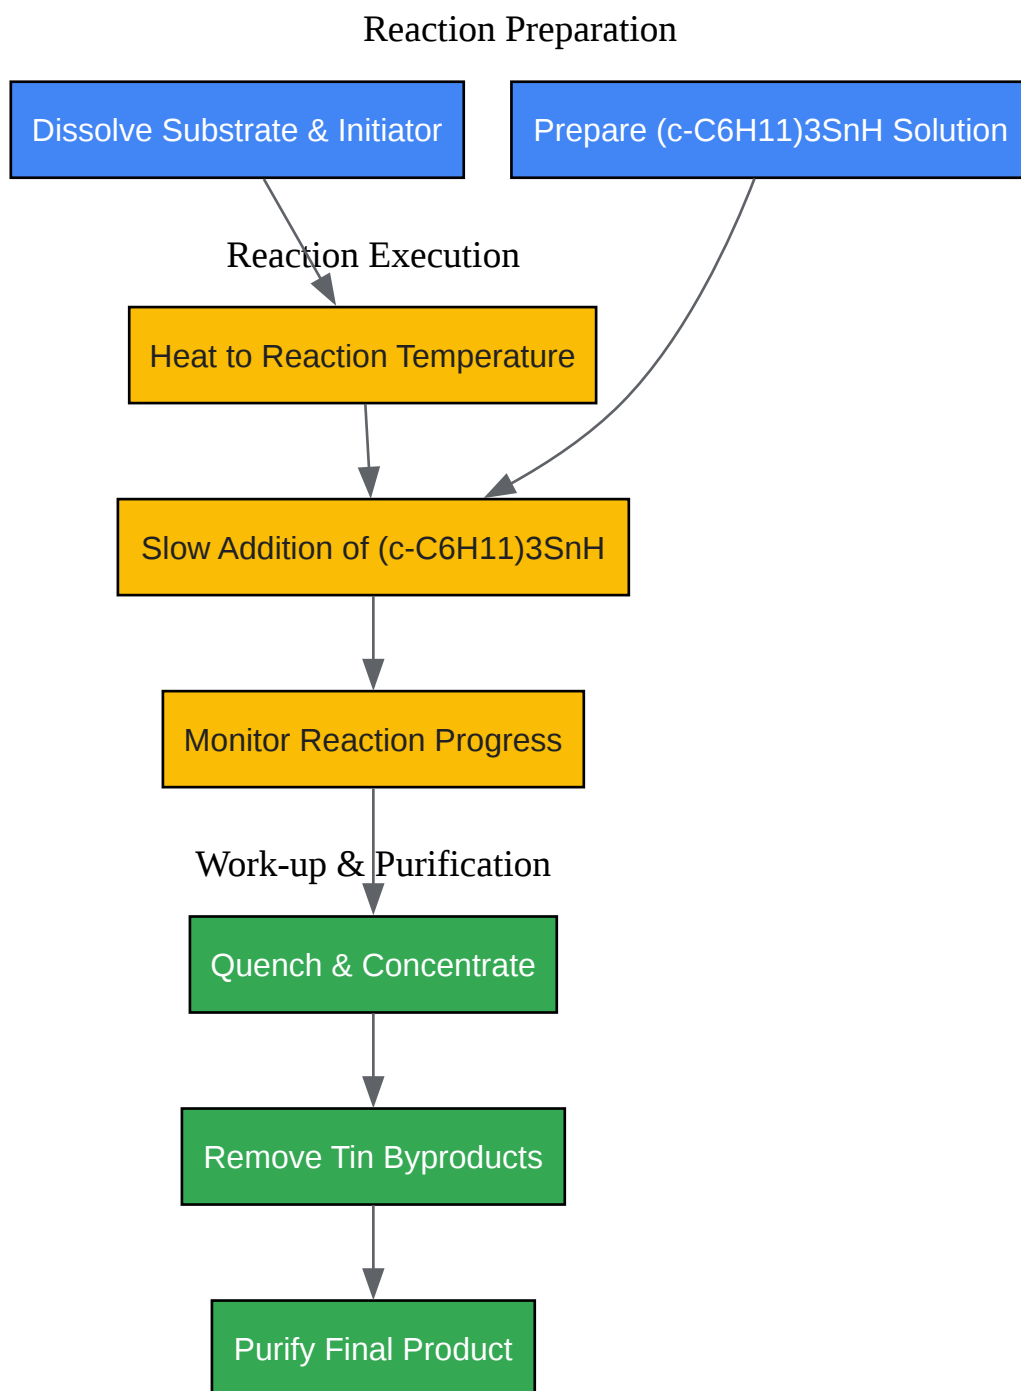 Reaction Preparation
Dissolve Substrate & Initiator
Prepare (c-C6H11)3SnH Solution
Reaction Execution
Heat to Reaction Temperature
Slow Addition of (c-C6H11)3SnH
Monitor Reaction Progress
Work-up & Purification
Quench & Concentrate
Remove Tin Byproducts
Purify Final Product